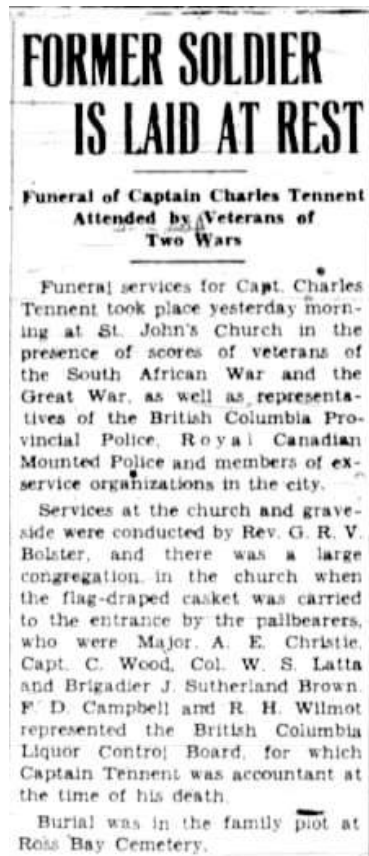 FORMER SOLDIER
IS LAID AT REST
Funeral of Captain Charles Tennent
Attended by Veterans of
Two Wars
Funeral services for Capt. Charles
Tennent took place yesterday morn-
ing at St. John's Church in the
presence of scores of veterans of
the South African War and the
Great War, as well as representa-
tives of the British Columbia Pro-
vincial Police, Royal Canadian
Mounted Police and members of ex-
service organizations in the city.
Services at the church and grave-
side were conducted by Rev. G. R. V.
Bolster, and there was a large
congregation in the church when
the flag-draped casket was carried
to the entrance by the pallbearers,
who were Major A. E. Christie,
Capt. C. Wood, Col. W. S. Latta
and Brigadier J. Sutherland Brown.
F. D. Campbell and R. H. Wilmot
represented the British Columbia
Liquor Control Board, for which
Captain Tennent was accountant at
the time of his death.
Burial was in the family plot at
Ross Bay Cemetery.